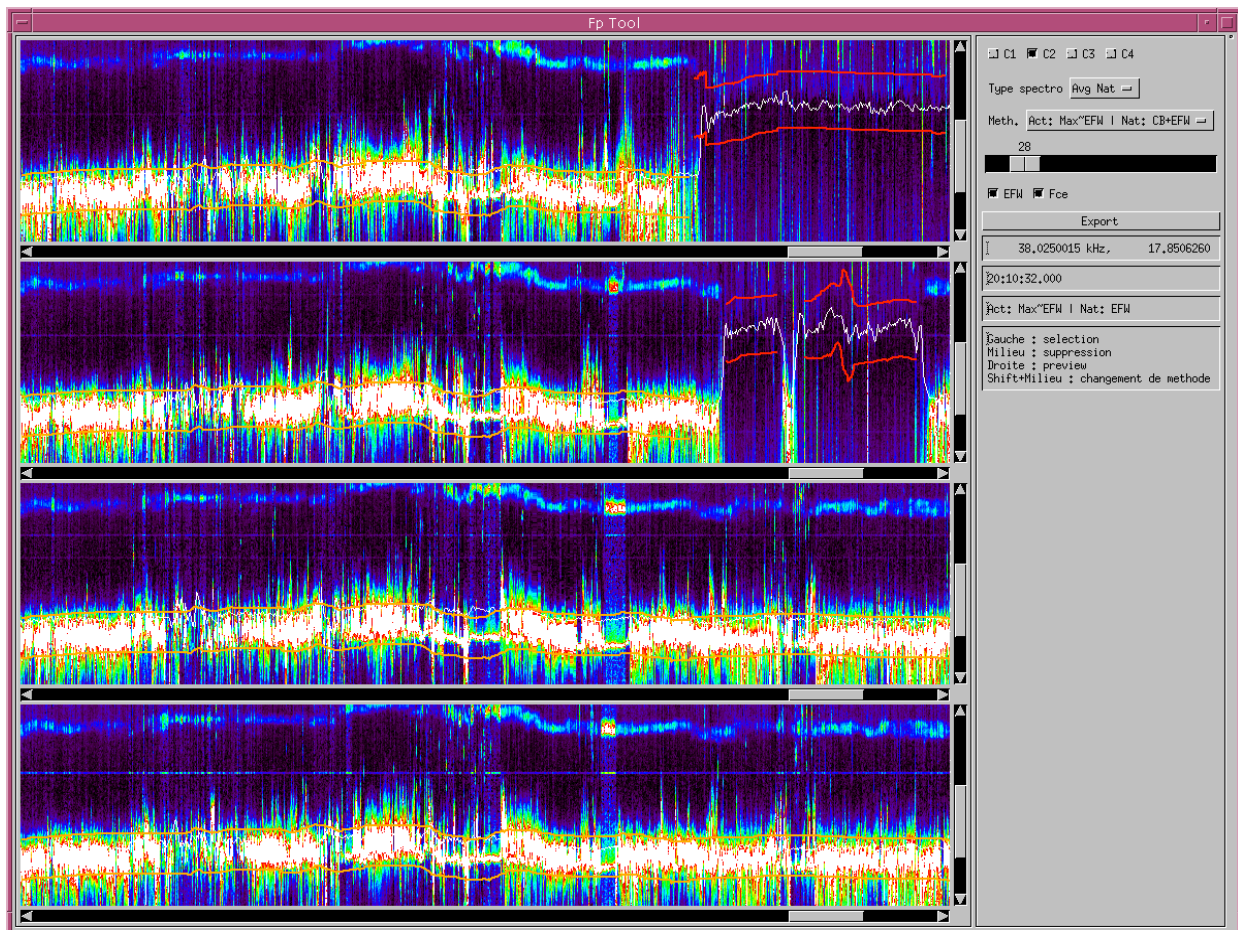 Fp Tool
C1 C2 C3 C4
Type spectro Avg Nat
Meth. Act: Max~EFW | Nat: CB+EFW
28
EFW Fce
Export
38.0250015 kHz, 17.8506260
20:10:32.000
Act: Max~EFW | Nat: EFW
Gauche : selection
Milieu : suppression
Droite : preview
Shift+Milieu : changement de methode